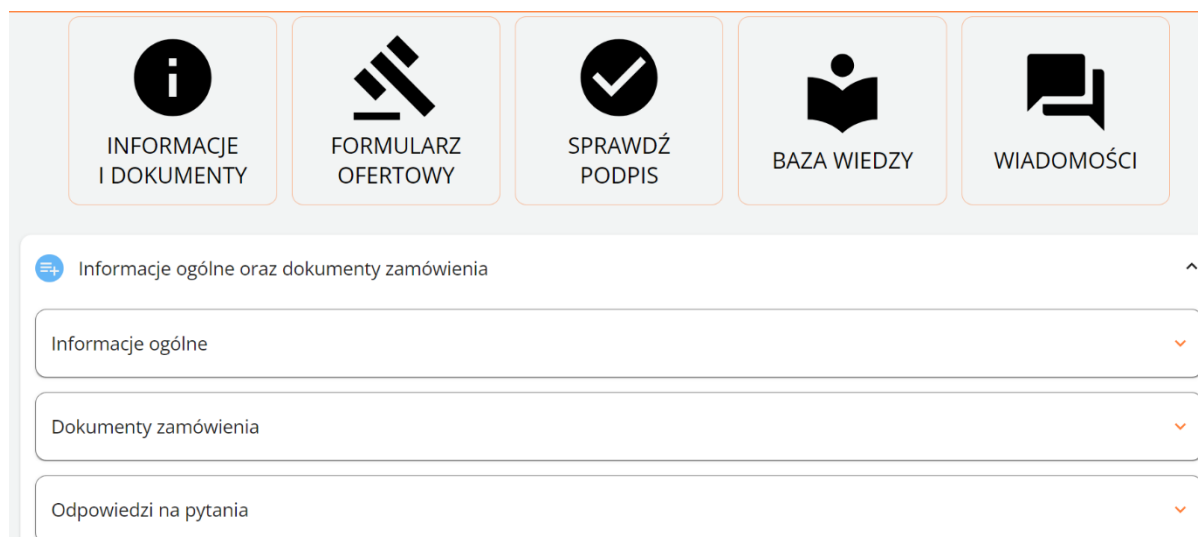 INFORMACJE
I DOKUMENTY
FORMULARZ
OFERTOWY
SPRAWDŹ
PODPIS
BAZA WIEDZY
WIADOMOŚCI
Informacje ogólne oraz dokumenty zamówienia
Informacje ogólne
Dokumenty zamówienia
Odpowiedzi na pytania